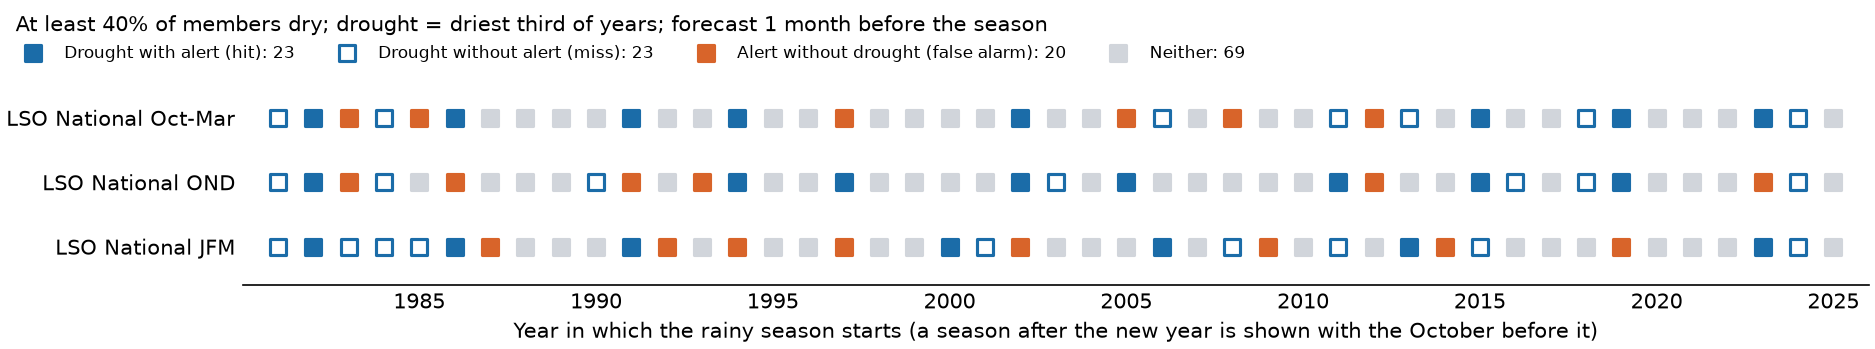 At least 40% of members dry; drought = driest third of years; forecast 1 month before the season
Drought with alert (hit): 23 Drought without alert (miss): 23 Alert without drought (false alarm): 20 Neither: 69
LSO National Oct-Mar
LSO National OND
LSO National JFM
1985 1990 1995 2000 2005 2010 2015 2020 2025
Year in which the rainy season starts (a season after the new year is shown with the October before it)